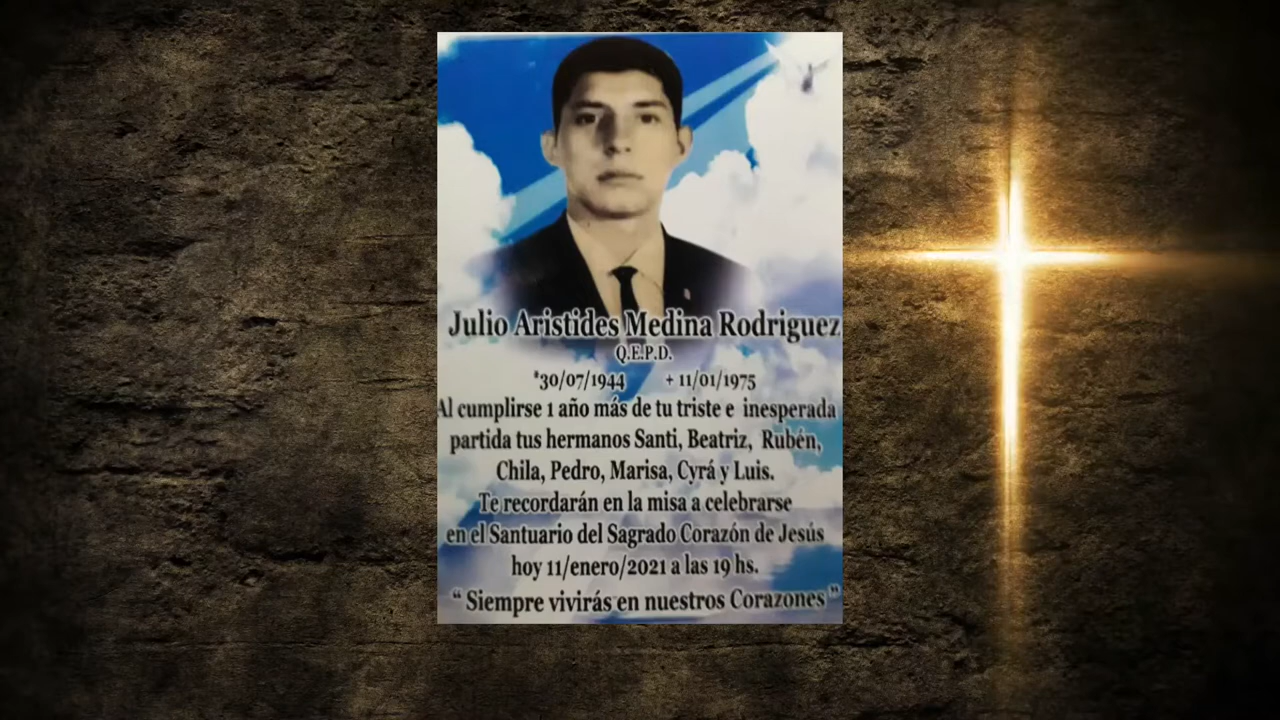 Julio Aristides Medina Rodriguez
Q.E.P.D.
*30/07/1944 + 11/01/1975
Al cumplirse 1 año más de tu triste e inesperada
partida tus hermanos Santi, Beatriz, Rubén,
Chila, Pedro, Marisa, Cyrá y Luis.
Te recordarán en la misa a celebrarse
en el Santuario del Sagrado Corazón de Jesús
hoy 11/enero/2021 a las 19 hs.
“ Siempre vivirás en nuestros Corazones ”